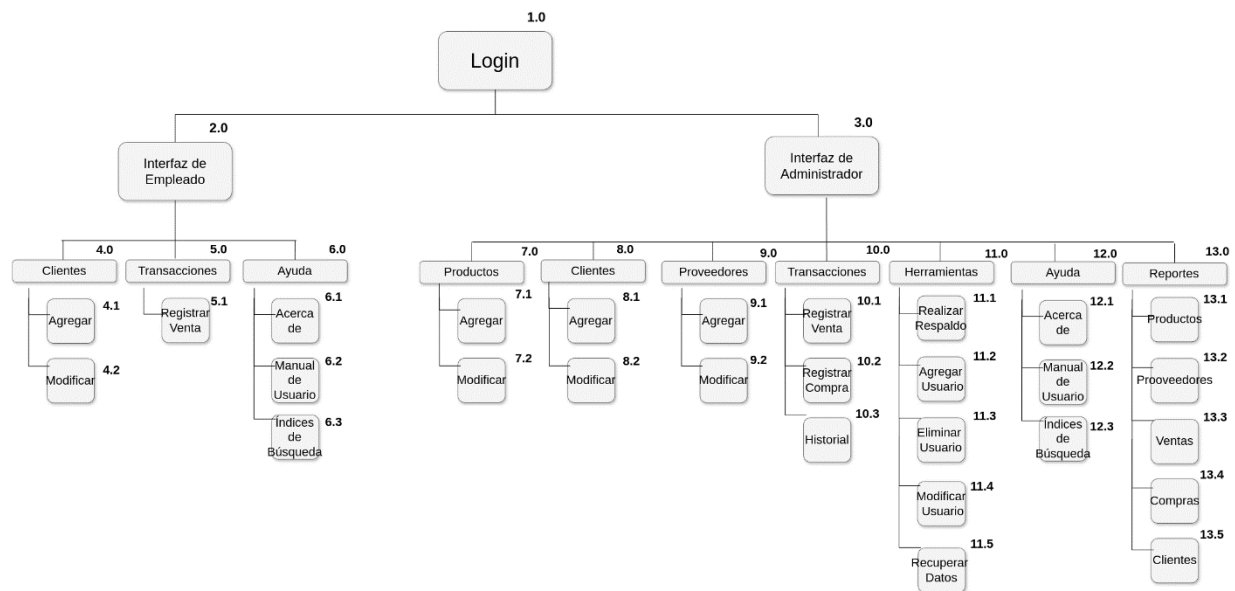 1.0
Login
2.0
Interfaz de
Empleado
3.0
Interfaz de
Administrador
4.0
Clientes
4.1
Agregar
4.2
Modificar
5.0
Transacciones
5.1
Registrar
Venta
6.0
Ayuda
6.1
Acerca
de
6.2
Manual
de
Usuario
6.3
Índices
de
Búsqueda
7.0
Productos
7.1
Agregar
7.2
Modificar
8.0
Clientes
8.1
Agregar
8.2
Modificar
9.0
Proveedores
9.1
Agregar
9.2
Modificar
10.0
Transacciones
10.1
Registrar
Venta
10.2
Registrar
Compra
10.3
Historial
11.0
Herramientas
11.1
Realizar
Respaldo
11.2
Agregar
Usuario
11.3
Eliminar
Usuario
11.4
Modificar
Usuario
11.5
Recuperar
Datos
12.0
Ayuda
12.1
Acerca
de
12.2
Manual
de
Usuario
12.3
Índices
de
Búsqueda
13.0
Reportes
13.1
Productos
13.2
Prooveedores
13.3
Ventas
13.4
Compras
13.5
Clientes